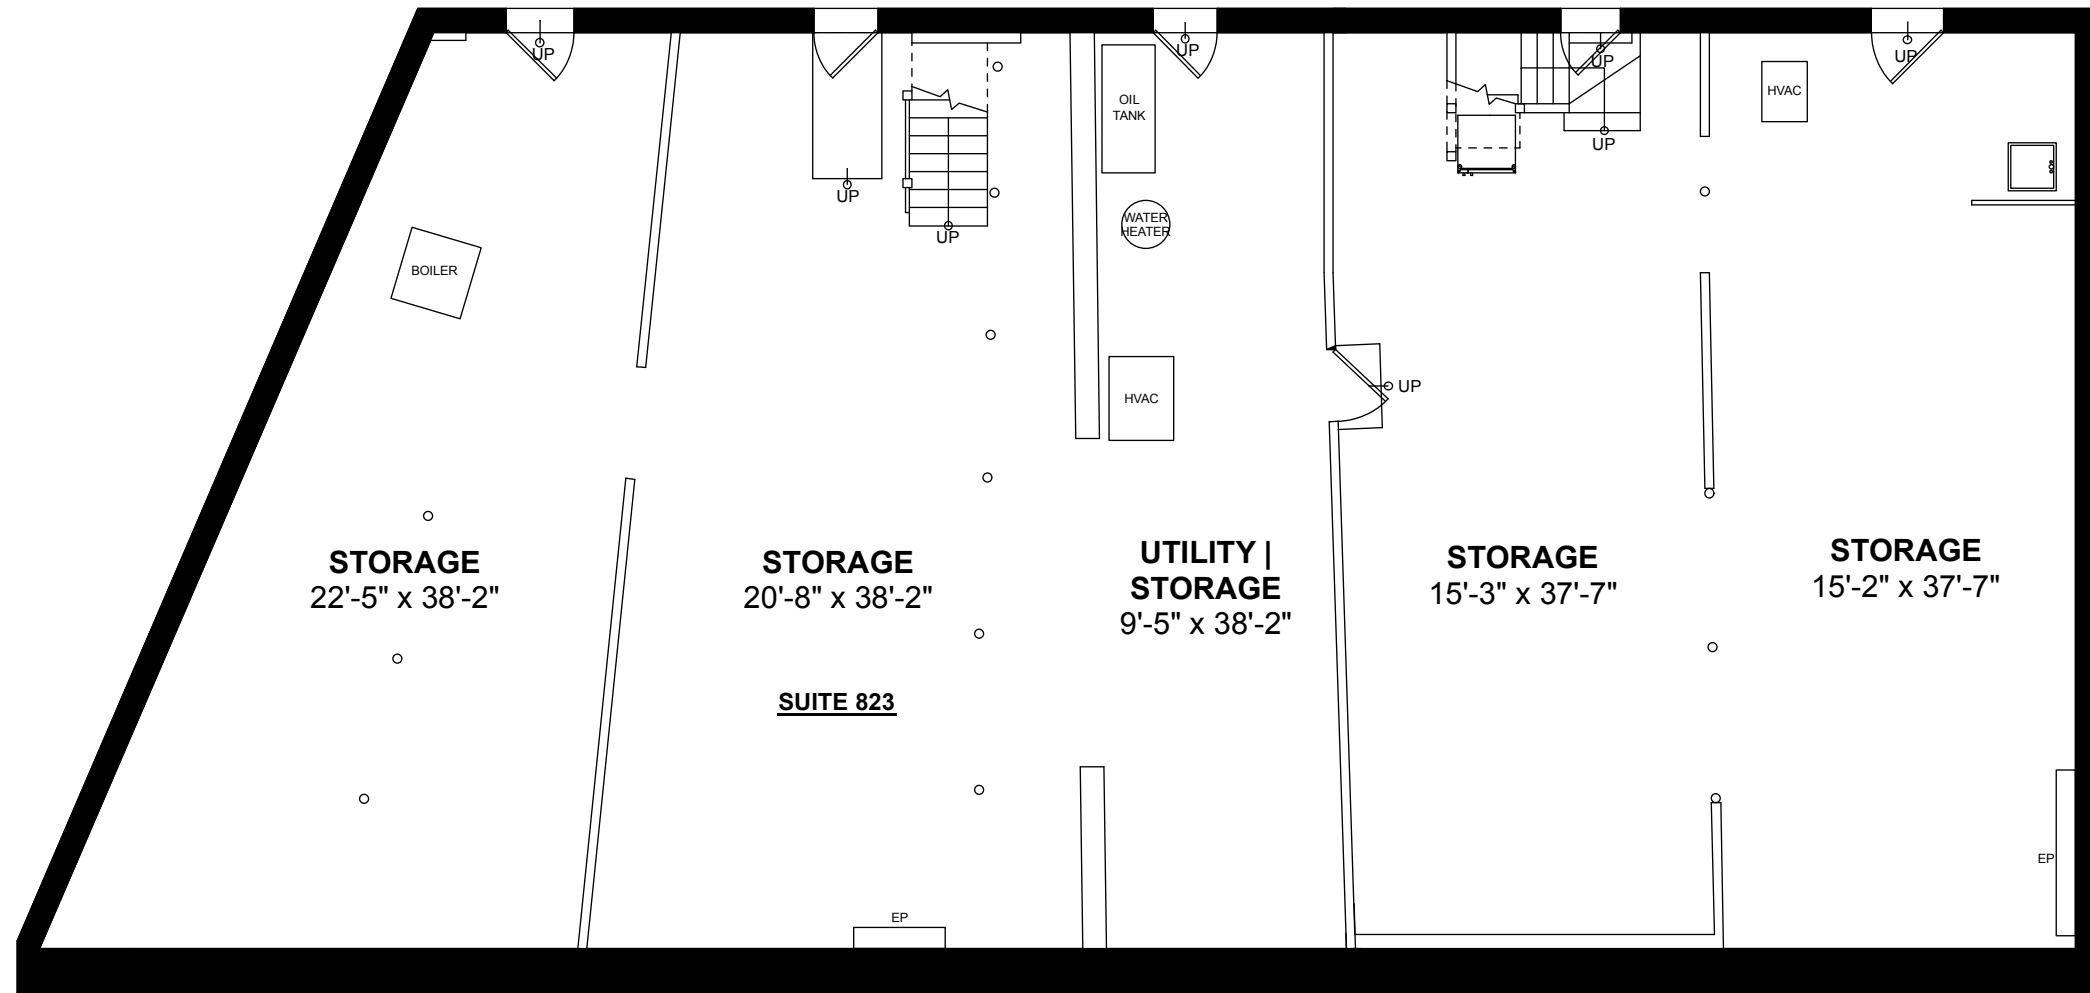 UP
UP
UP
UP
UP
OIL
TANK
HVAC
UP
UP
WATER
HEATER
UP
BOILER
UP
HVAC
STORAGE
22'-5" x 38'-2"
STORAGE
20'-8" x 38'-2"
UTILITY |
STORAGE
9'-5" x 38'-2"
STORAGE
15'-3" x 37'-7"
STORAGE
15'-2" x 37'-7"
SUITE 823
EP
EP